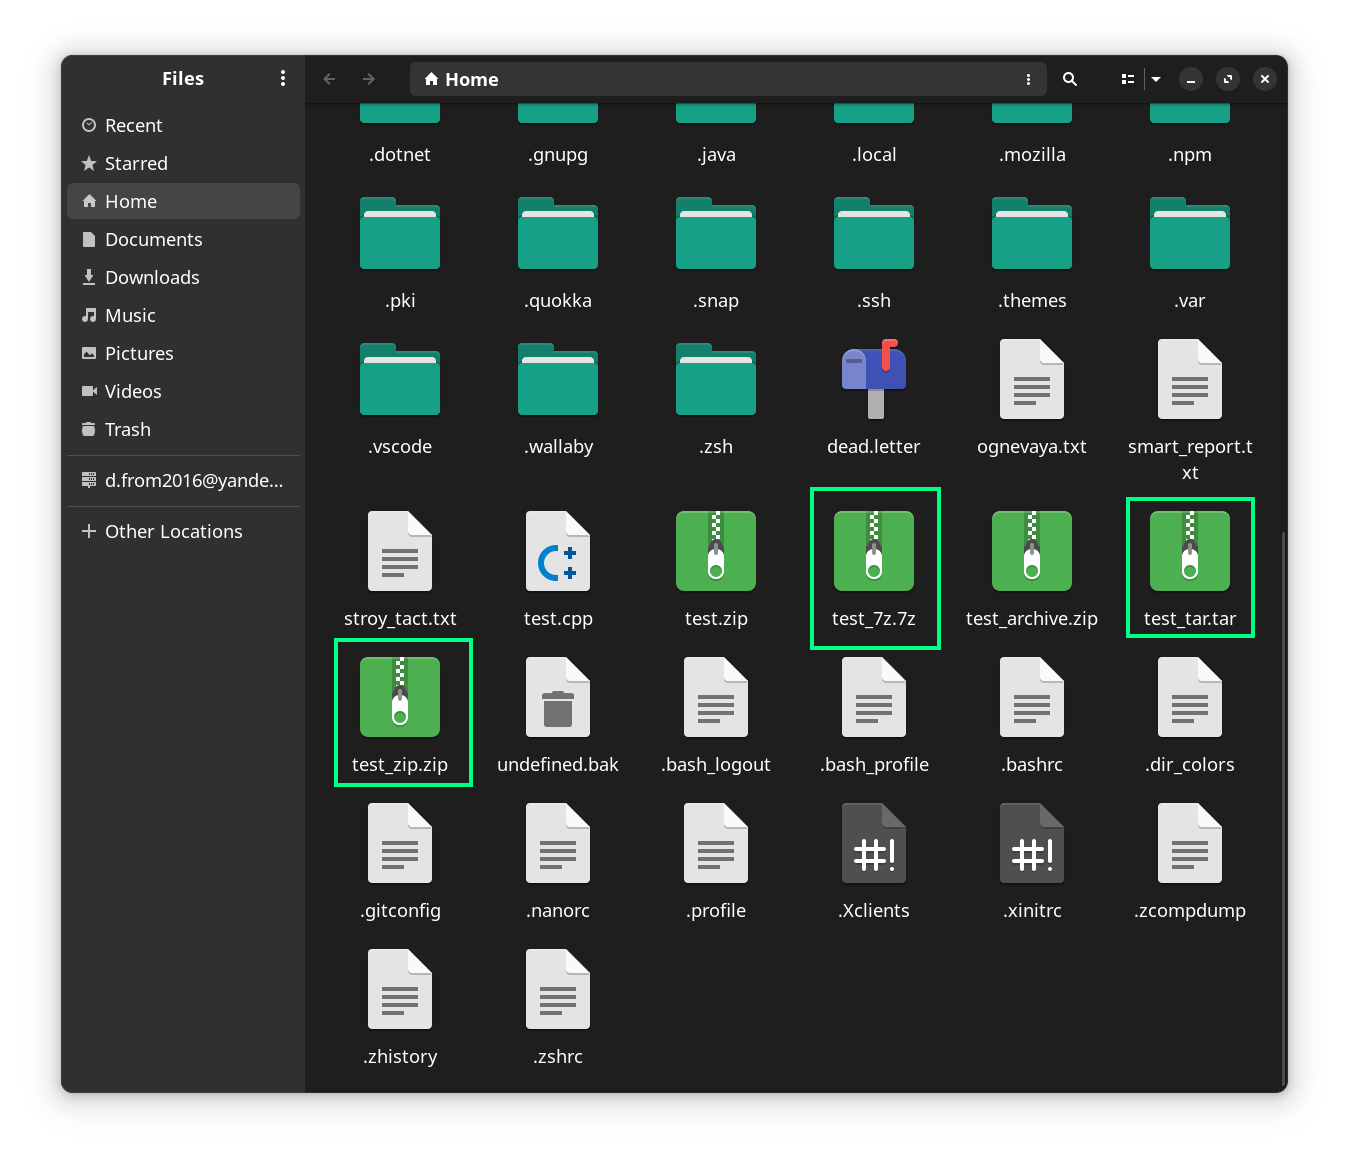 Files
Home
Recent
Starred
Home
Documents
Downloads
Music
Pictures
Videos
Trash
d.from2016@yande...
Other Locations
.dotnet .gnupg .java .local .mozilla .npm
.pki .quokka .snap .ssh .themes .var
.vscode .wallaby .zsh dead.letter ognevaya.txt smart_report.t
xt
stroy_tact.txt test.cpp test.zip test_7z.7z test_archive.zip test_tar.tar
test_zip.zip undefined.bak .bash_logout .bash_profile .bashrc .dir_colors
.gitconfig .nanorc .profile .Xclients .xinitrc .zcompdump
.zhistory .zshrc